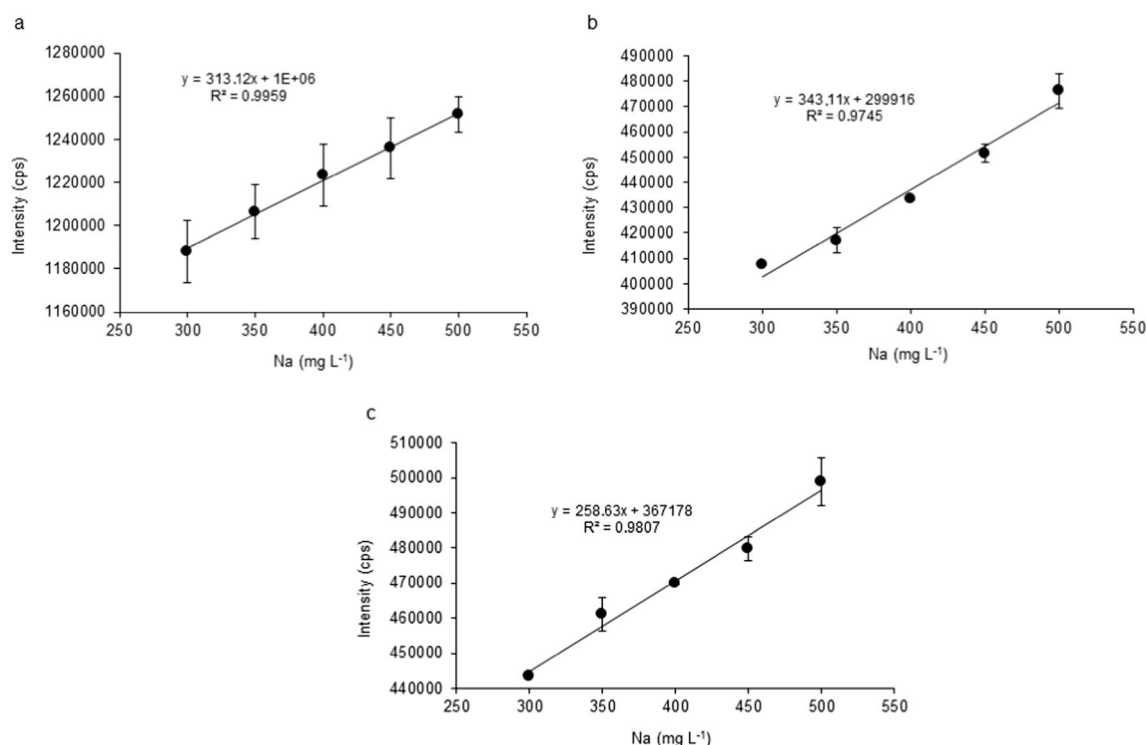 a
1280000
1260000
1240000
1220000
1200000
1180000
1160000
Intensity (cps)
y = 313.12x + 1E+06
R² = 0.9959
250 300 350 400 450 500 550
Na (mg L⁻¹)
b
490000
480000
470000
460000
450000
440000
430000
420000
410000
400000
390000
Intensity (cps)
y = 343.11x + 299916
R² = 0.9745
250 300 350 400 450 500 550
Na (mg L⁻¹)
c
510000
500000
490000
480000
470000
460000
450000
440000
Intensity (cps)
y = 258.63x + 367178
R² = 0.9807
250 300 350 400 450 500 550
Na (mg L⁻¹)